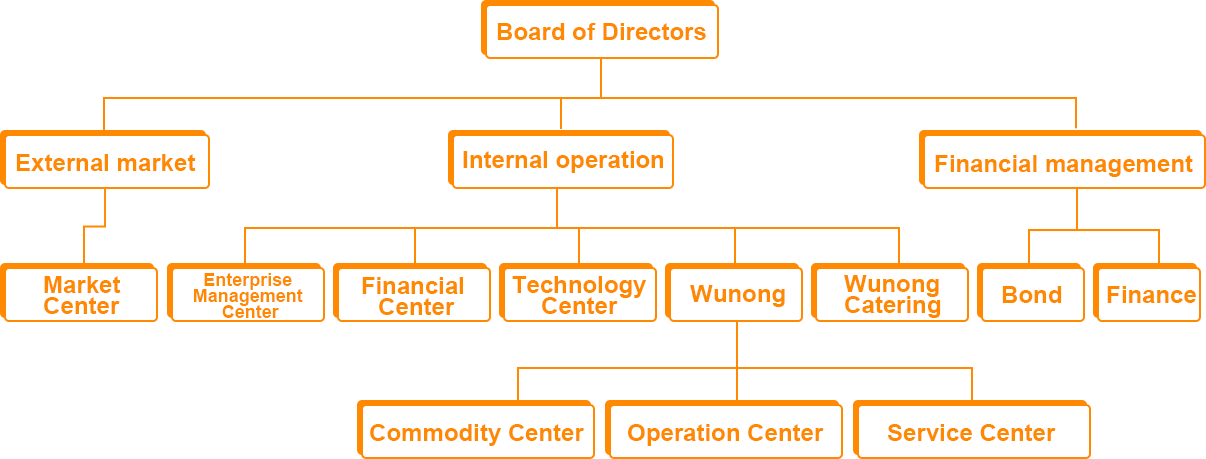 Board of Directors
External market
Internal operation
Financial management
Market
Center
Enterprise
Management
Center
Financial
Center
Technology
Center
Wunong
Wunong
Catering
Bond
Finance
Commodity Center
Operation Center
Service Center